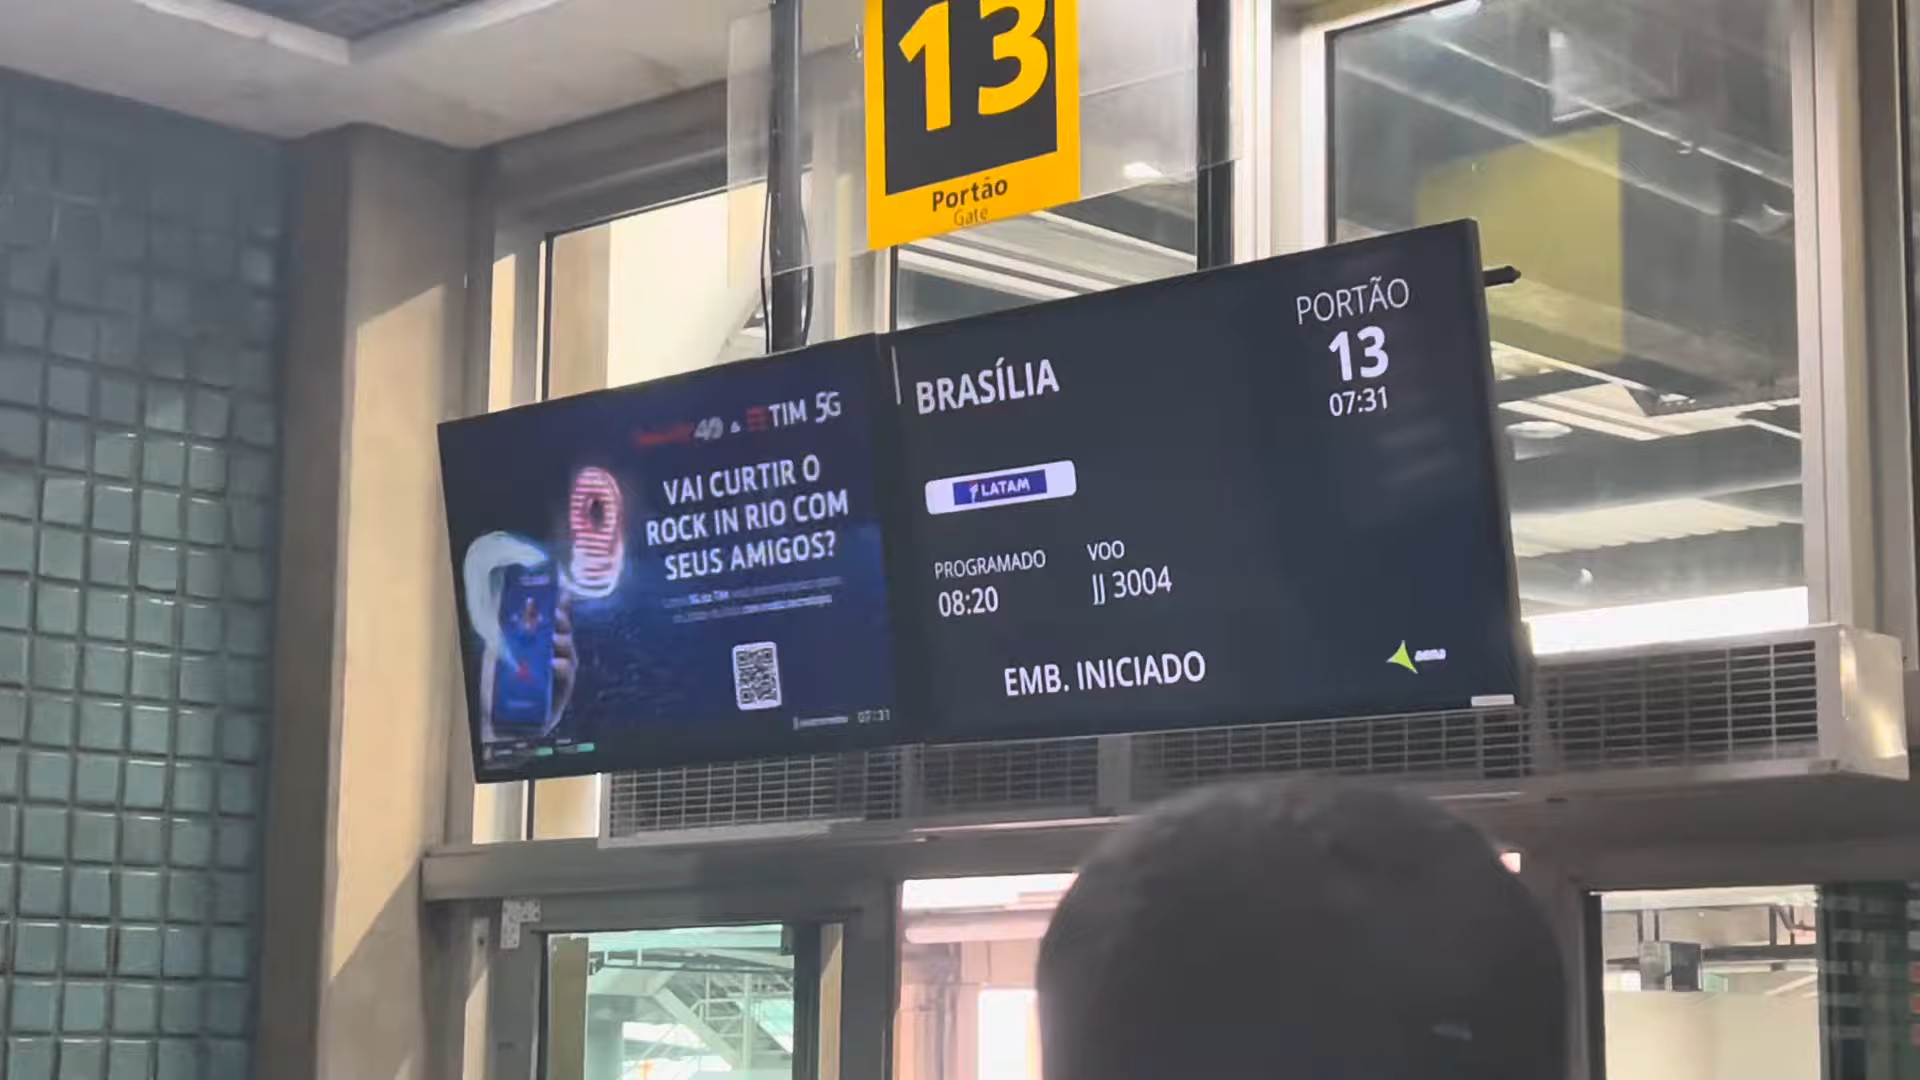 13
Portão
Gate
TIM 5G
VAI CURTIR O
ROCK IN RIO COM
SEUS AMIGOS?
07:31
BRASÍLIA
PORTÃO
13
07:31
LATAM
PROGRAMADO
08:20
VOO
JJ 3004
EMB. INICIADO
aena